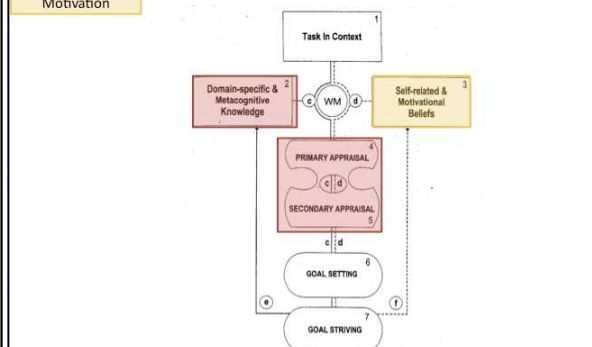 Motivation
1
Task In Context
Domain-specific &
Metacognitive
Knowledge
2
c
WM
d
Self-related &
Motivational
Beliefs
3
4
PRIMARY APPRAISAL
c d
SECONDARY APPRAISAL
5
c d
6
GOAL SETTING
e
f
7
GOAL STRIVING